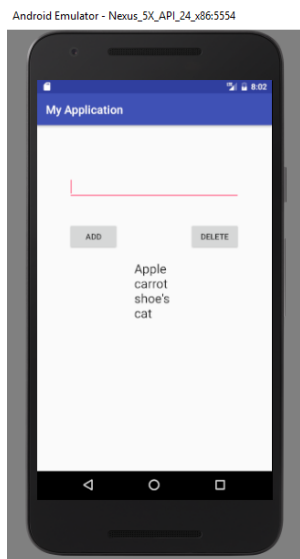 Android Emulator - Nexus_5X_API_24_x86:5554
8:02
My Application
ADD
DELETE
Apple
carrot
shoe's
cat